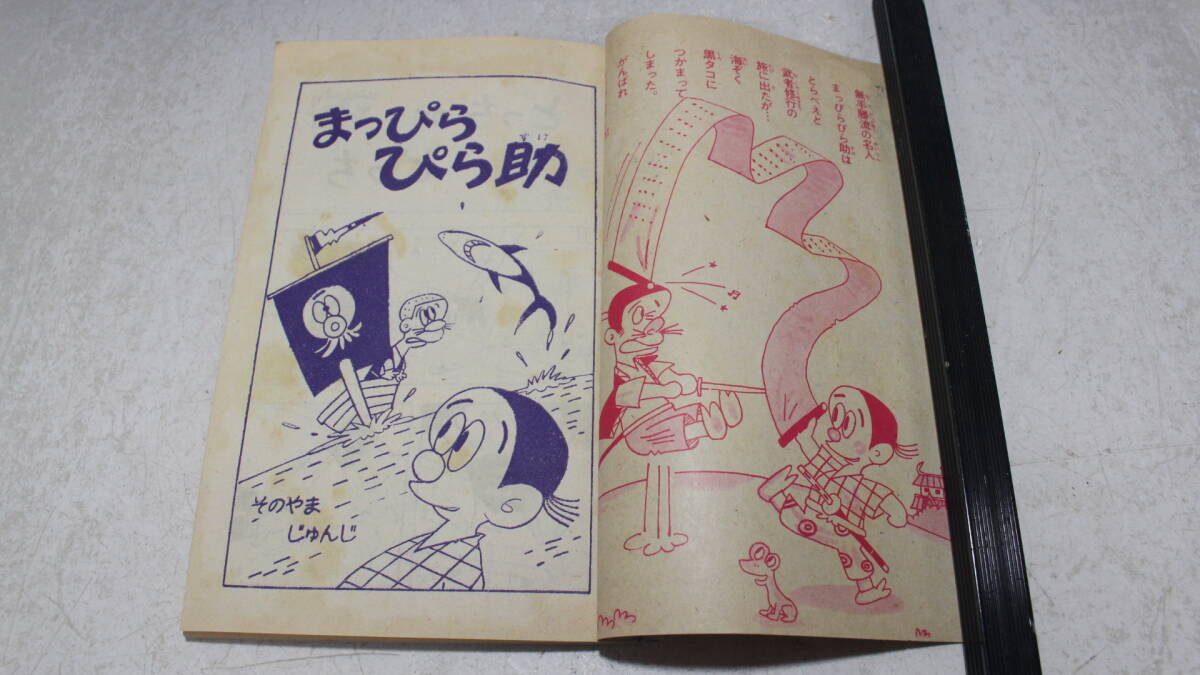 まっぴら
ぴら助
すけ
そのやま
じゅんじ
無手勝流の名人
まっぴらぴら助は
とらべえと
武者修行の
旅に出たが…
海ぞく
黒タコに
つかまって
しまった。
がんばれ